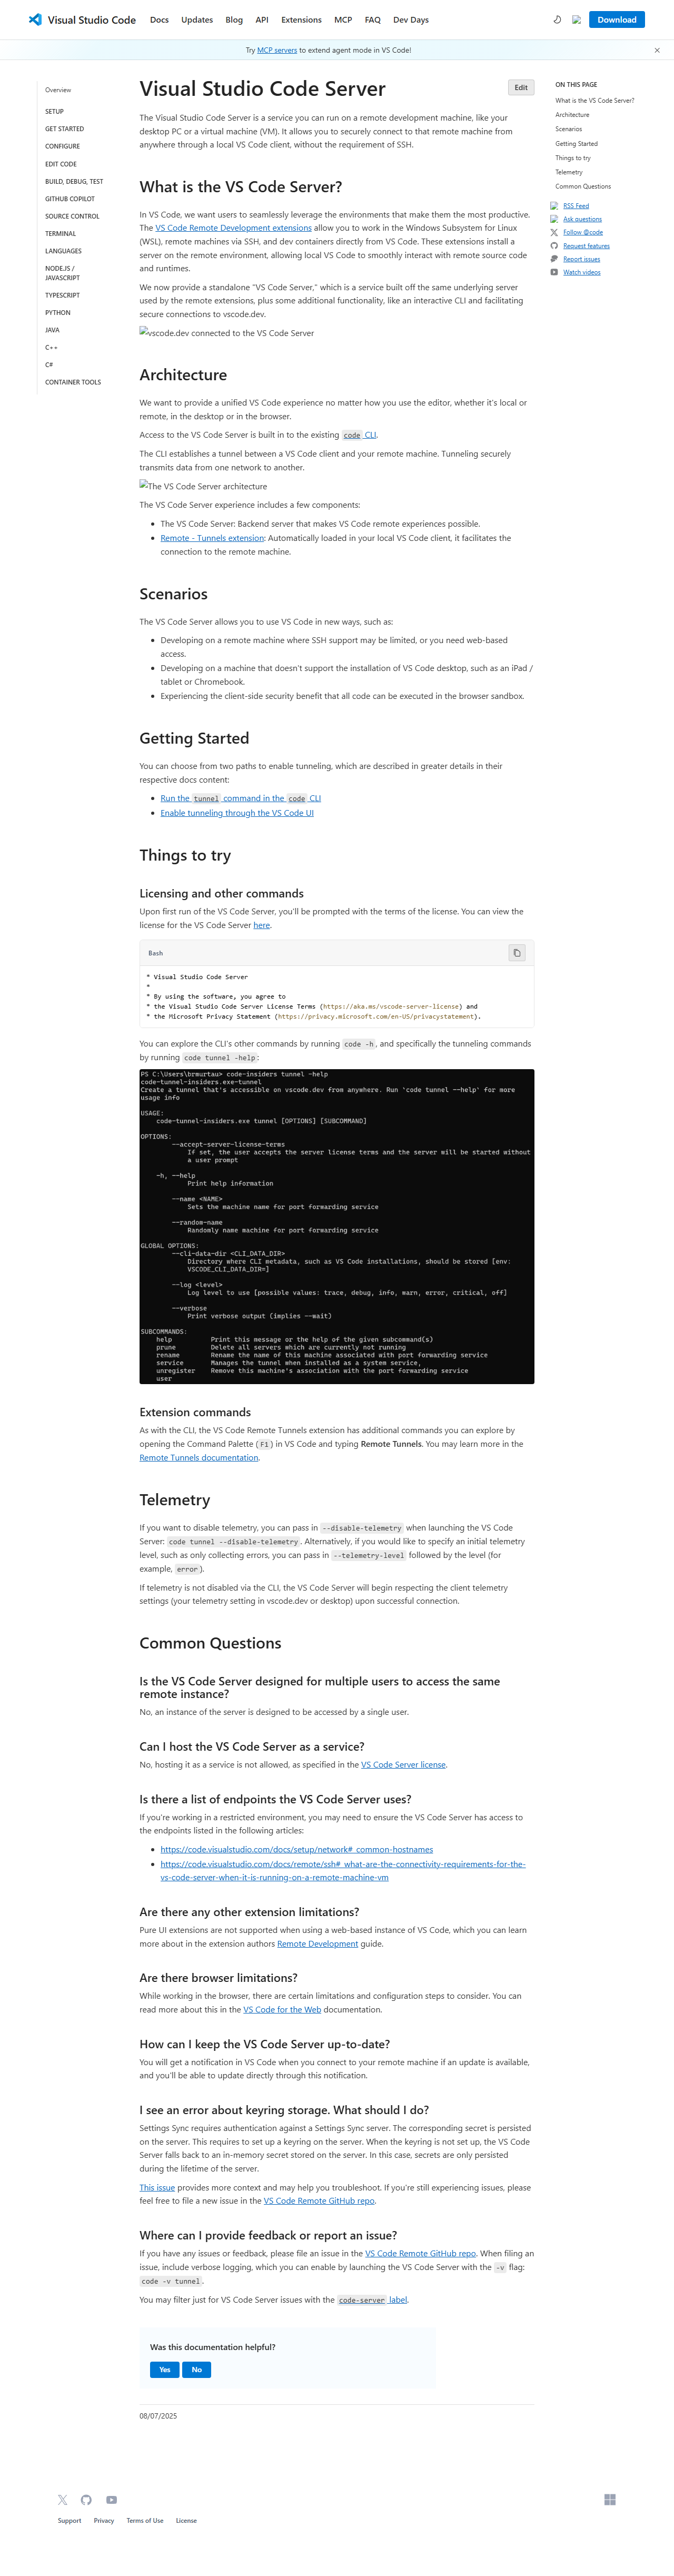 Visual Studio Code
Docs
Updates
Blog
API
Extensions
MCP
FAQ
Dev Days
Download
Try MCP servers to extend agent mode in VS Code!
Overview
SETUP
GET STARTED
CONFIGURE
EDIT CODE
BUILD, DEBUG, TEST
GITHUB COPILOT
SOURCE CONTROL
TERMINAL
LANGUAGES
NODE.JS /
JAVASCRIPT
TYPESCRIPT
PYTHON
JAVA
C++
C#
CONTAINER TOOLS
Visual Studio Code Server
Edit
The Visual Studio Code Server is a service you can run on a remote development machine, like your
desktop PC or a virtual machine (VM). It allows you to securely connect to that remote machine from
anywhere through a local VS Code client, without the requirement of SSH.
What is the VS Code Server?
In VS Code, we want users to seamlessly leverage the environments that make them the most productive.
The VS Code Remote Development extensions allow you to work in the Windows Subsystem for Linux
(WSL), remote machines via SSH, and dev containers directly from VS Code. These extensions install a
server on the remote environment, allowing local VS Code to smoothly interact with remote source code
and runtimes.
We now provide a standalone "VS Code Server," which is a service built off the same underlying server
used by the remote extensions, plus some additional functionality, like an interactive CLI and facilitating
secure connections to vscode.dev.
vscode.dev connected to the VS Code Server
Architecture
We want to provide a unified VS Code experience no matter how you use the editor, whether it's local or
remote, in the desktop or in the browser.
Access to the VS Code Server is built in to the existing code CLI.
The CLI establishes a tunnel between a VS Code client and your remote machine. Tunneling securely
transmits data from one network to another.
The VS Code Server architecture
The VS Code Server experience includes a few components:
• The VS Code Server: Backend server that makes VS Code remote experiences possible.
• Remote - Tunnels extension: Automatically loaded in your local VS Code client, it facilitates the
connection to the remote machine.
Scenarios
The VS Code Server allows you to use VS Code in new ways, such as:
• Developing on a remote machine where SSH support may be limited, or you need web-based
access.
• Developing on a machine that doesn't support the installation of VS Code desktop, such as an iPad /
tablet or Chromebook.
• Experiencing the client-side security benefit that all code can be executed in the browser sandbox.
Getting Started
You can choose from two paths to enable tunneling, which are described in greater details in their
respective docs content:
• Run the tunnel command in the code CLI
• Enable tunneling through the VS Code UI
Things to try
Licensing and other commands
Upon first run of the VS Code Server, you'll be prompted with the terms of the license. You can view the
license for the VS Code Server here.
Bash
* Visual Studio Code Server
*
* By using the software, you agree to
* the Visual Studio Code Server License Terms (https://aka.ms/vscode-server-license) and
* the Microsoft Privacy Statement (https://privacy.microsoft.com/en-US/privacystatement).
You can explore the CLI's other commands by running code -h, and specifically the tunneling commands
by running code tunnel -help:
PS C:\Users\brmurtau> code-insiders tunnel -help
code-tunnel-insiders.exe-tunnel
Create a tunnel that's accessible on vscode.dev from anywhere. Run `code tunnel --help` for more
usage info
USAGE:
code-tunnel-insiders.exe tunnel [OPTIONS] [SUBCOMMAND]
OPTIONS:
--accept-server-license-terms
If set, the user accepts the server license terms and the server will be started without
a user prompt
-h, --help
Print help information
--name <NAME>
Sets the machine name for port forwarding service
--random-name
Randomly name machine for port forwarding service
GLOBAL OPTIONS:
--cli-data-dir <CLI_DATA_DIR>
Directory where CLI metadata, such as VS Code installations, should be stored [env:
VSCODE_CLI_DATA_DIR=]
--log <level>
Log level to use [possible values: trace, debug, info, warn, error, critical, off]
--verbose
Print verbose output (implies --wait)
SUBCOMMANDS:
help Print this message or the help of the given subcommand(s)
prune Delete all servers which are currently not running
rename Rename the name of this machine associated with port forwarding service
service Manages the tunnel when installed as a system service,
unregister Remove this machine's association with the port forwarding service
user
Extension commands
As with the CLI, the VS Code Remote Tunnels extension has additional commands you can explore by
opening the Command Palette (F1) in VS Code and typing Remote Tunnels. You may learn more in the
Remote Tunnels documentation.
Telemetry
If you want to disable telemetry, you can pass in --disable-telemetry when launching the VS Code
Server: code tunnel --disable-telemetry. Alternatively, if you would like to specify an initial telemetry
level, such as only collecting errors, you can pass in --telemetry-level followed by the level (for
example, error).
If telemetry is not disabled via the CLI, the VS Code Server will begin respecting the client telemetry
settings (your telemetry setting in vscode.dev or desktop) upon successful connection.
Common Questions
Is the VS Code Server designed for multiple users to access the same
remote instance?
No, an instance of the server is designed to be accessed by a single user.
Can I host the VS Code Server as a service?
No, hosting it as a service is not allowed, as specified in the VS Code Server license.
Is there a list of endpoints the VS Code Server uses?
If you're working in a restricted environment, you may need to ensure the VS Code Server has access to
the endpoints listed in the following articles:
• https://code.visualstudio.com/docs/setup/network#_common-hostnames
• https://code.visualstudio.com/docs/remote/ssh#_what-are-the-connectivity-requirements-for-the-
vs-code-server-when-it-is-running-on-a-remote-machine-vm
Are there any other extension limitations?
Pure UI extensions are not supported when using a web-based instance of VS Code, which you can learn
more about in the extension authors Remote Development guide.
Are there browser limitations?
While working in the browser, there are certain limitations and configuration steps to consider. You can
read more about this in the VS Code for the Web documentation.
How can I keep the VS Code Server up-to-date?
You will get a notification in VS Code when you connect to your remote machine if an update is available,
and you'll be able to update directly through this notification.
I see an error about keyring storage. What should I do?
Settings Sync requires authentication against a Settings Sync server. The corresponding secret is persisted
on the server. This requires to set up a keyring on the server. When the keyring is not set up, the VS Code
Server falls back to an in-memory secret stored on the server. In this case, secrets are only persisted
during the lifetime of the server.
This issue provides more context and may help you troubleshoot. If you're still experiencing issues, please
feel free to file a new issue in the VS Code Remote GitHub repo.
Where can I provide feedback or report an issue?
If you have any issues or feedback, please file an issue in the VS Code Remote GitHub repo. When filing an
issue, include verbose logging, which you can enable by launching the VS Code Server with the -v flag:
code -v tunnel.
You may filter just for VS Code Server issues with the code-server label.
Was this documentation helpful?
Yes
No
08/07/2025
ON THIS PAGE
What is the VS Code Server?
Architecture
Scenarios
Getting Started
Things to try
Telemetry
Common Questions
RSS Feed
Ask questions
Follow @code
Request features
Report issues
Watch videos
Support
Privacy
Terms of Use
License